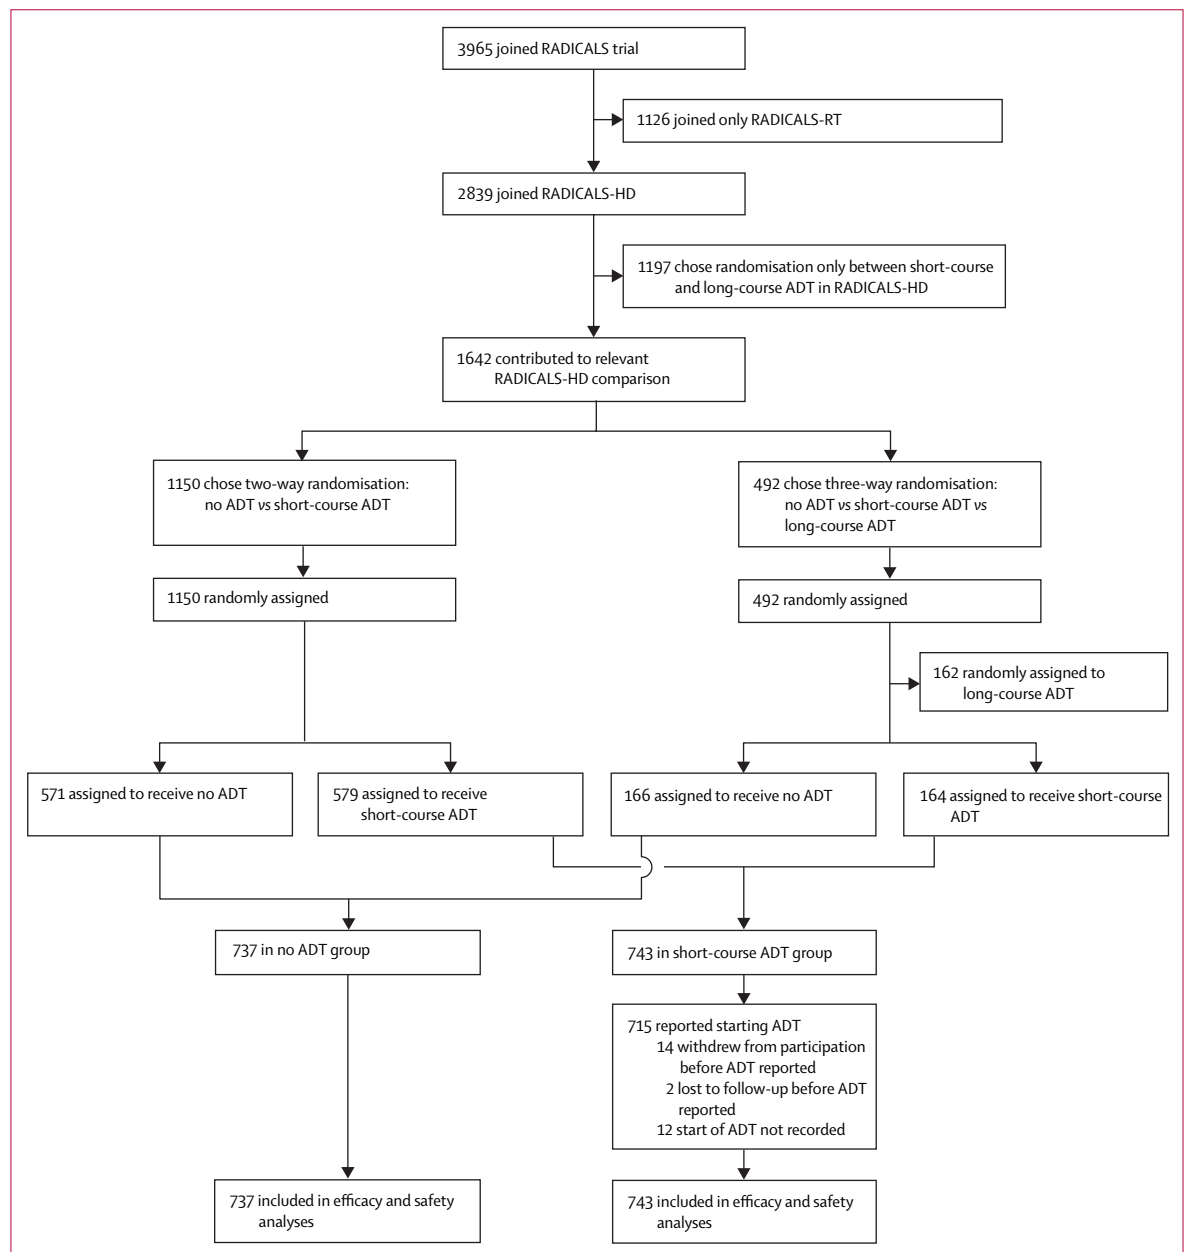 3965 joined RADICALS trial
1126 joined only RADICALS-RT
2839 joined RADICALS-HD
1197 chose randomisation only between short-course
and long-course ADT in RADICALS-HD
1642 contributed to relevant
RADICALS-HD comparison
1150 chose two-way randomisation:
no ADT vs short-course ADT
492 chose three-way randomisation:
no ADT vs short-course ADT vs
long-course ADT
1150 randomly assigned
492 randomly assigned
162 randomly assigned to
long-course ADT
571 assigned to receive no ADT
579 assigned to receive
short-course ADT
166 assigned to receive no ADT
164 assigned to receive short-course
ADT
737 in no ADT group
743 in short-course ADT group
715 reported starting ADT
14 withdrew from participation
before ADT reported
2 lost to follow-up before ADT
reported
12 start of ADT not recorded
737 included in efficacy and safety
analyses
743 included in efficacy and safety
analyses